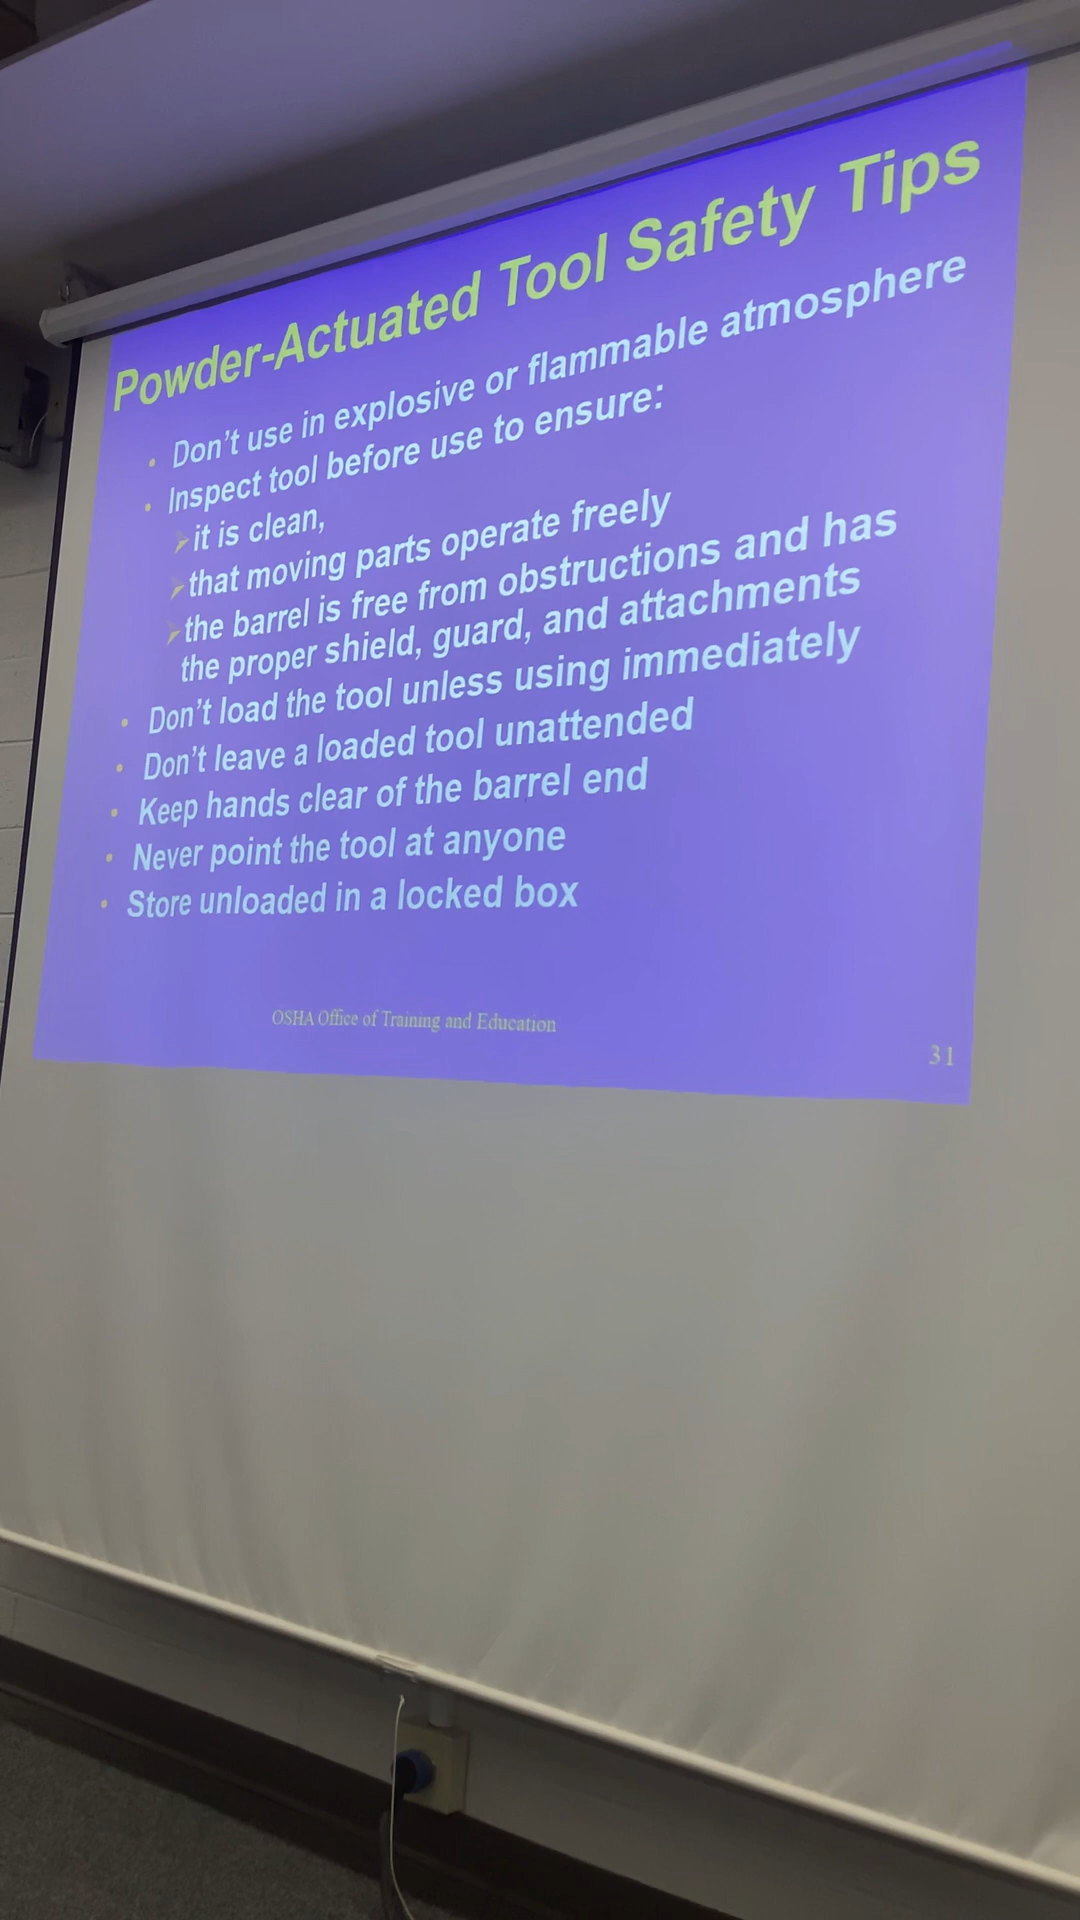 Powder-Actuated Tool Safety Tips
• Don't use in explosive or flammable atmosphere
• Inspect tool before use to ensure:
➢it is clean,
➢that moving parts operate freely
➢the barrel is free from obstructions and has
the proper shield, guard, and attachments
• Don't load the tool unless using immediately
• Don't leave a loaded tool unattended
• Keep hands clear of the barrel end
• Never point the tool at anyone
• Store unloaded in a locked box
OSHA Office of Training and Education
31